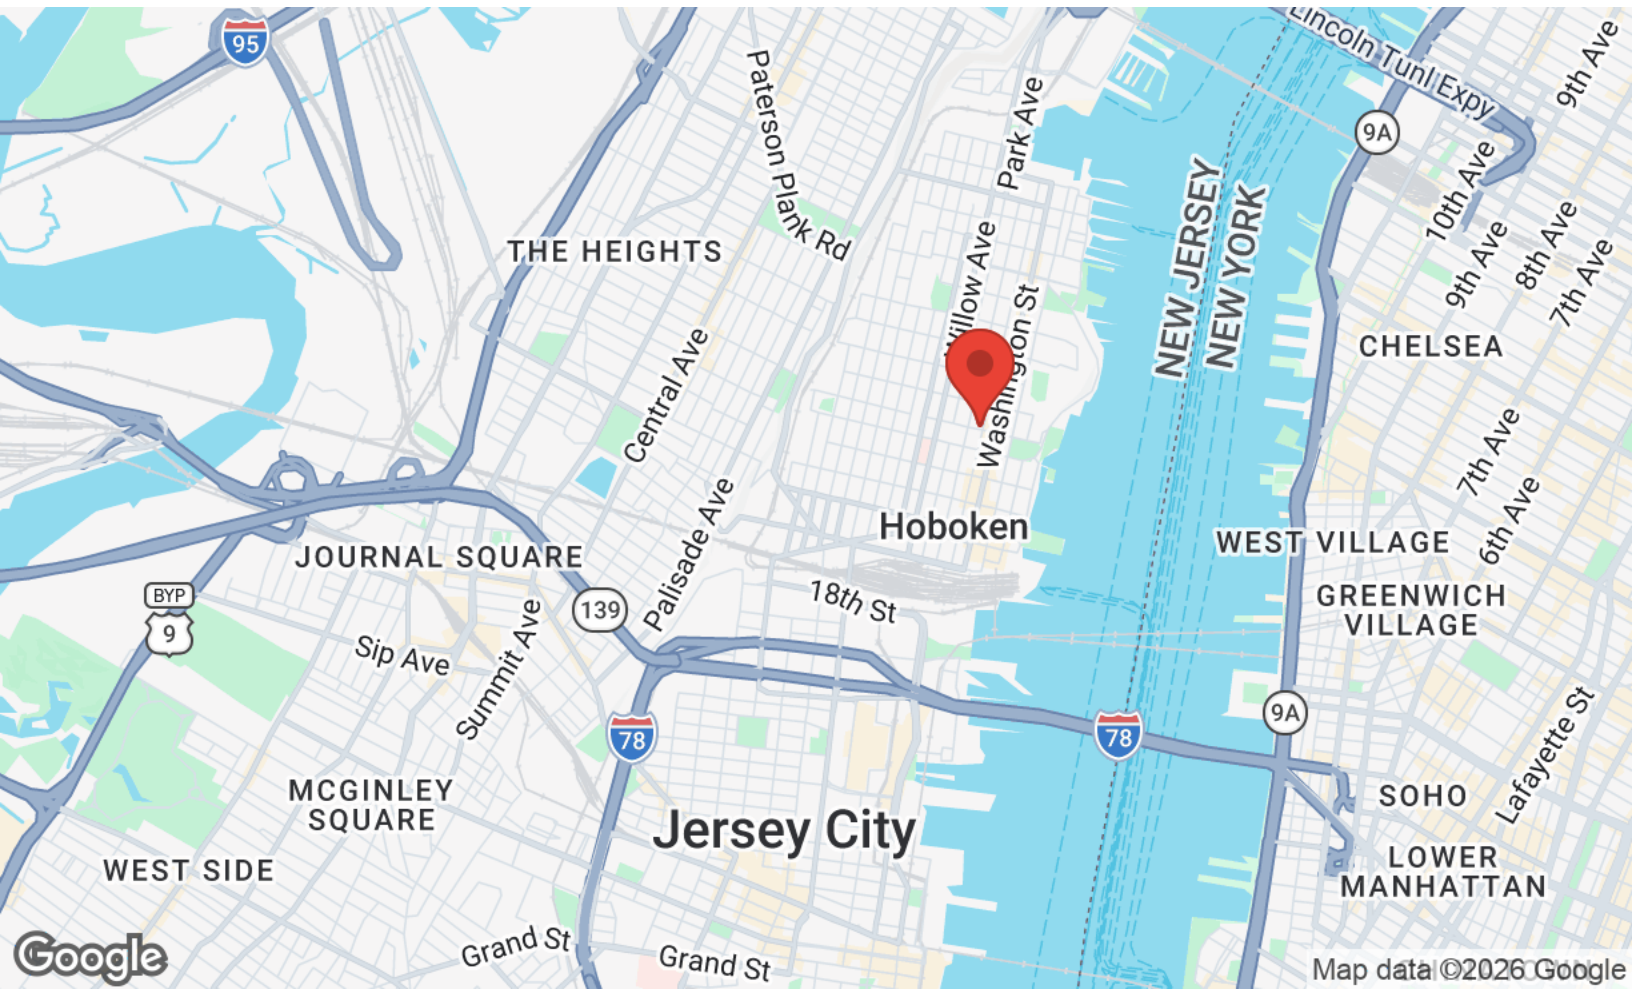 95
Lincoln Tunl Expy
9th Ave
Paterson Plank Rd
Park Ave
9A
10th Ave
NEW JERSEY
NEW YORK
THE HEIGHTS
Willow Ave
8th Ave
9th Ave
7th Ave
Washington St
CHELSEA
Central Ave
7th Ave
Palisade Ave
6th Ave
Hoboken
WEST VILLAGE
JOURNAL SQUARE
BYP
9
139
18th St
GREENWICH
VILLAGE
Sip Ave
Summit Ave
9A
78
78
Lafayette St
MCGINLEY
SQUARE
SOHO
Jersey City
LOWER
MANHATTAN
WEST SIDE
Grand St
Grand St
Google
Map data ©2026 Google